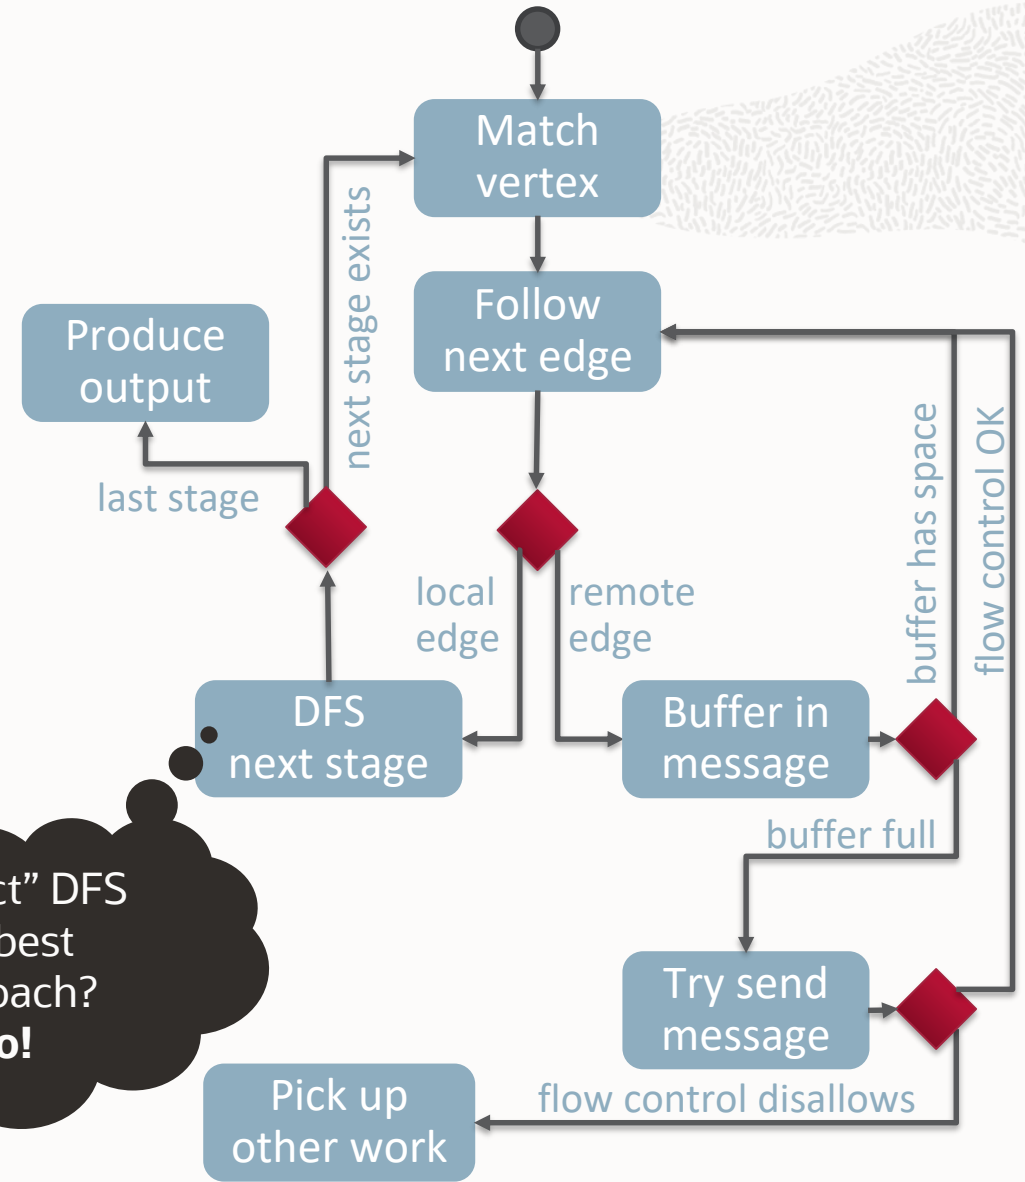 Match
vertex
next stage exists
Follow
next edge
Produce
output
last stage
local
edge
remote
edge
buffer has space
flow control OK
DFS
next stage
Buffer in
message
buffer full
DFS
best
Try send
message
flow control disallows
Pick up
other work